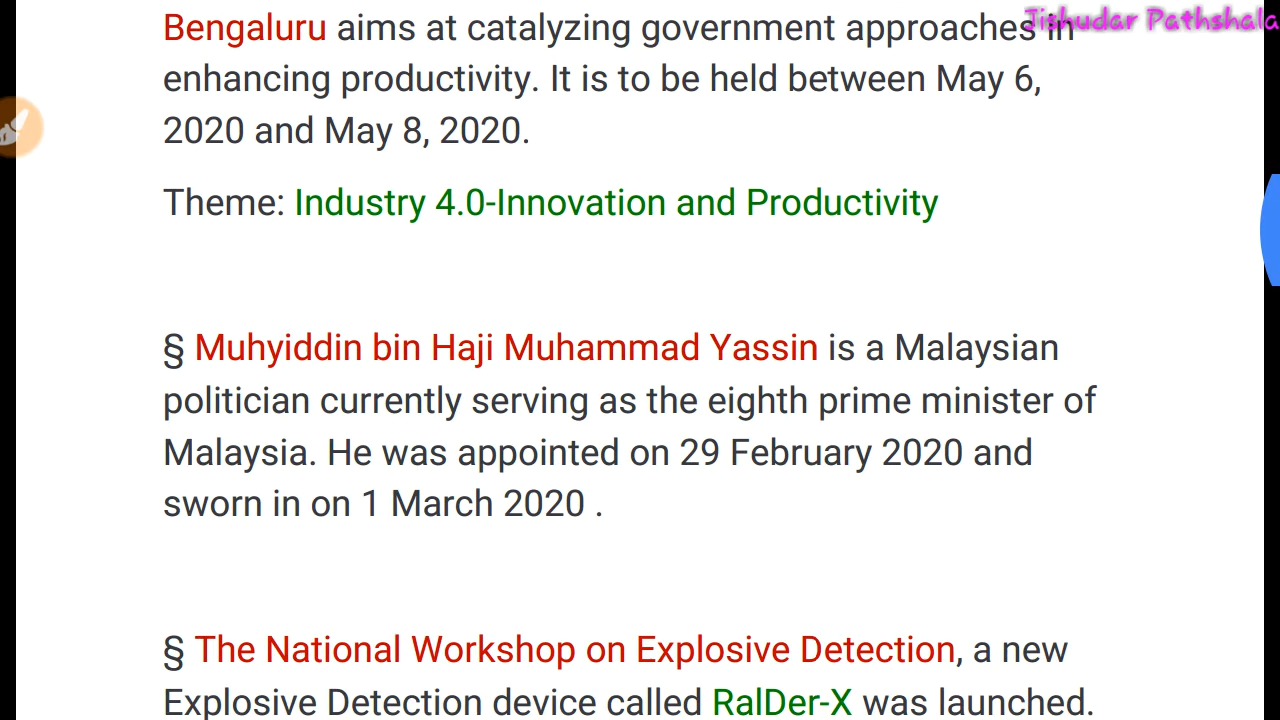 Jishudar Pathshala
Bengaluru aims at catalyzing government approaches in
enhancing productivity. It is to be held between May 6,
2020 and May 8, 2020.
Theme: Industry 4.0-Innovation and Productivity
§ Muhyiddin bin Haji Muhammad Yassin is a Malaysian
politician currently serving as the eighth prime minister of
Malaysia. He was appointed on 29 February 2020 and
sworn in on 1 March 2020 .
§ The National Workshop on Explosive Detection, a new
Explosive Detection device called RalDer-X was launched.